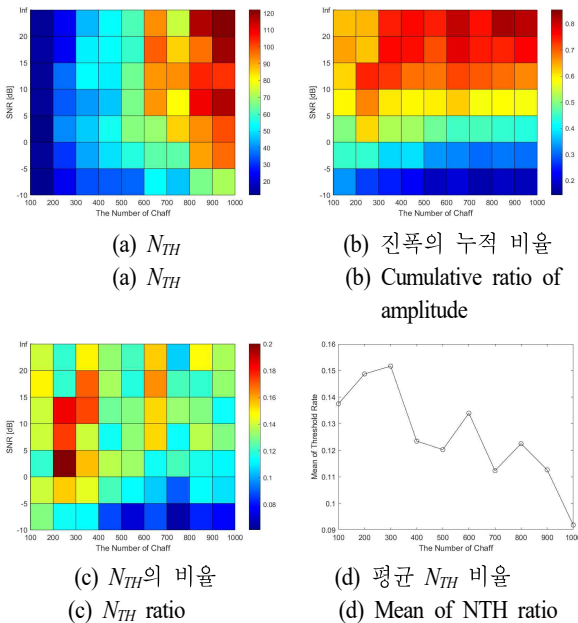 Inf
20
15
10
5
0
-5
-10
SNR [dB]
100 200 300 400 500 600 700 800 900 1000
The Number of Chaff
120
110
100
90
80
70
60
50
40
30
20
Inf
20
15
10
5
0
-5
-10
SNR [dB]
100 200 300 400 500 600 700 800 900 1000
The Number of Chaff
0.8
0.7
0.6
0.5
0.4
0.3
0.2
(a) N_TH
(a) N_TH
(b) 진폭의 누적 비율
(b) Cumulative ratio of
amplitude
Inf
20
15
10
5
0
-5
-10
SNR [dB]
100 200 300 400 500 600 700 800 900 1000
The Number of Chaff
0.2
0.18
0.16
0.14
0.12
0.1
0.08
0.16
0.15
0.14
0.13
0.12
0.11
0.1
0.09
Mean of Threshold Rate
100 200 300 400 500 600 700 800 900 1000
The Number of Chaff
(c) N_TH의 비율
(c) N_TH ratio
(d) 평균 N_TH 비율
(d) Mean of NTH ratio